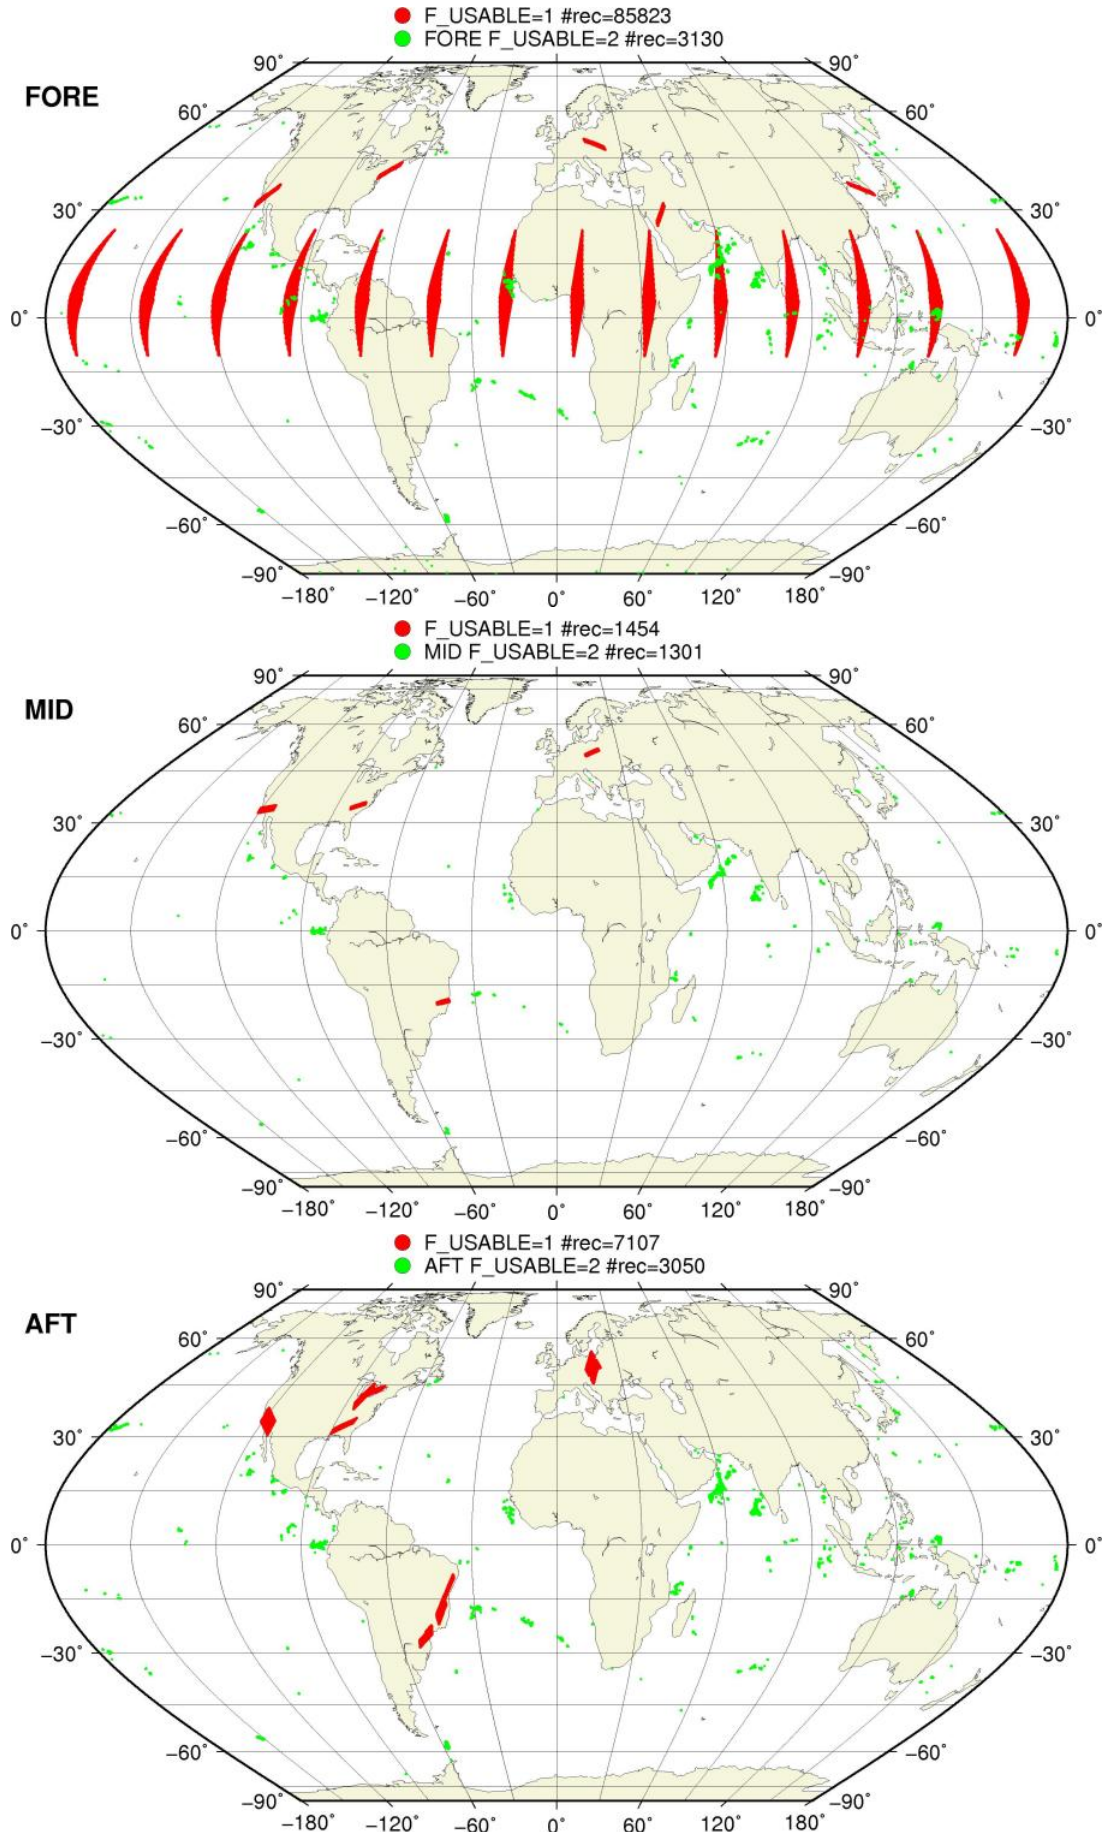 F_USABLE=1 #rec=85823
FORE F_USABLE=2 #rec=3130
FORE
90° 90°
60° 60°
30° 30°
0° 0°
−30° −30°
−60° −60°
−90° −90°
−180° −120° −60° 0° 60° 120° 180°
F_USABLE=1 #rec=1454
MID F_USABLE=2 #rec=1301
MID
90° 90°
60° 60°
30° 30°
0° 0°
−30° −30°
−60° −60°
−90° −90°
−180° −120° −60° 0° 60° 120° 180°
F_USABLE=1 #rec=7107
AFT F_USABLE=2 #rec=3050
AFT
90° 90°
60° 60°
30° 30°
0° 0°
−30° −30°
−60° −60°
−90° −90°
−180° −120° −60° 0° 60° 120° 180°